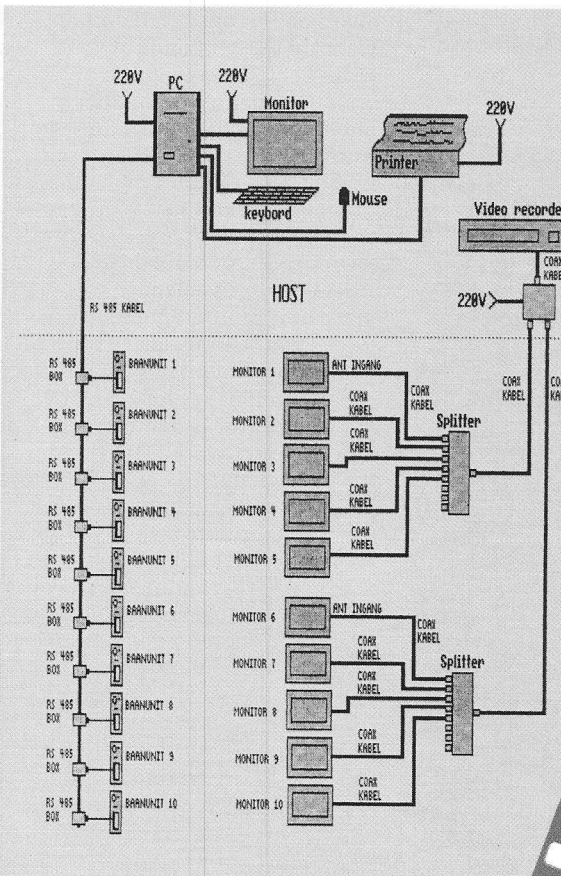 220V
PC
220V
Monitor
220V
Printer
keybord
Mouse
Video recorde
COAX
KABE
HOST
220V
RS 485 KABEL
RS 485
BOX
BAANUNIT 1
RS 485
BOX
BAANUNIT 2
RS 485
BOX
BAANUNIT 3
RS 485
BOX
BAANUNIT 4
RS 485
BOX
BAANUNIT 5
RS 485
BOX
BAANUNIT 6
RS 485
BOX
BAANUNIT 7
RS 485
BOX
BAANUNIT 8
RS 485
BOX
BAANUNIT 9
RS 485
BOX
BAANUNIT 10
MONITOR 1
ANT INGANG
COAX
KABEL
MONITOR 2
COAX
KABEL
MONITOR 3
COAX
KABEL
MONITOR 4
COAX
KABEL
MONITOR 5
COAX
KABEL
Splitter
COAX
KABEL
CO
KA
MONITOR 6
ANT INGANG
COAX
KABEL
MONITOR 7
COAX
KABEL
MONITOR 8
COAX
KABEL
MONITOR 9
COAX
KABEL
MONITOR 10
COAX
KABEL
Splitter